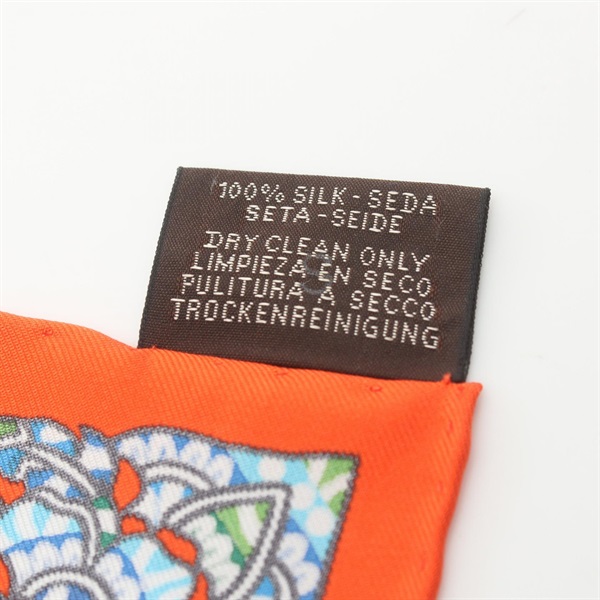 100% SILK - SEDA
SETA - SEIDE
DRY CLEAN ONLY
LIMPIEZA EN SECO
PULITURA A SECCO
TROCKENREINIGUNG